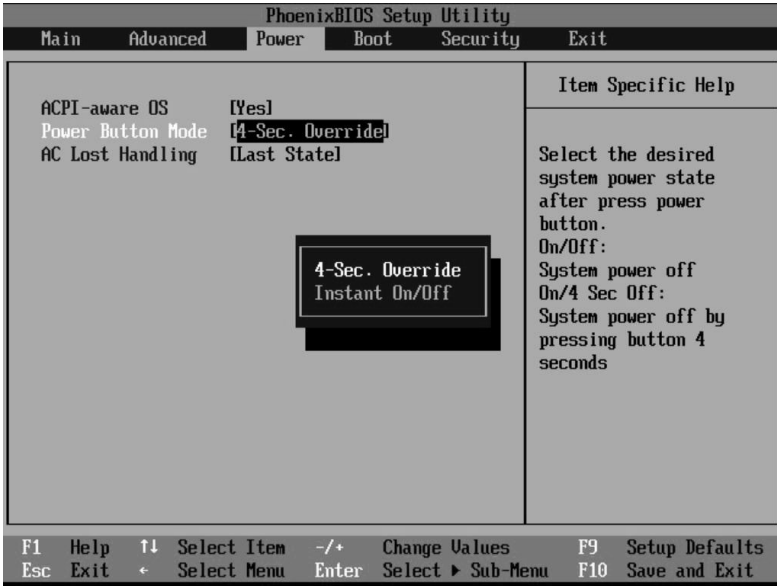 PhoenixBIOS Setup Utility
Main Advanced Power Boot Security Exit
Item Specific Help
ACPI-aware OS [Yes]
Power Button Mode [4-Sec. Override]
AC Lost Handling [Last State]
4-Sec. Override
Instant On/Off
Select the desired
system power state
after press power
button.
On/Off:
System power off
On/4 Sec Off:
System power off by
pressing button 4
seconds
F1 Help ↑↓ Select Item -/+ Change Values F9 Setup Defaults
Esc Exit ← Select Menu Enter Select ▶ Sub-Menu F10 Save and Exit